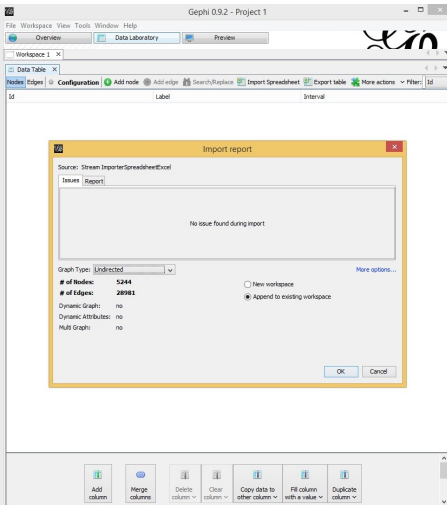 Gephi 0.9.2 - Project 1
File Workspace View Tools Window Help
Overview Data Laboratory Preview
Workspace 1 X
Data Table X
Nodes Edges Configuration Add node Add edge Search/Replace Import Spreadsheet Export table More actions Filter: Id
Id Label Interval
Import report
Source: Stream ImporterSpreadsheetExcel
Issues Report
No issue found during import
Graph Type: Undirected More options...
# of Nodes: 5244 New workspace
# of Edges: 28981 Append to existing workspace
Dynamic Graph: no
Dynamic Attributes: no
Multi Graph: no
OK Cancel
Add column
Merge columns
Delete column
Clear column
Copy data to other column
Fill column with a value
Duplicate column